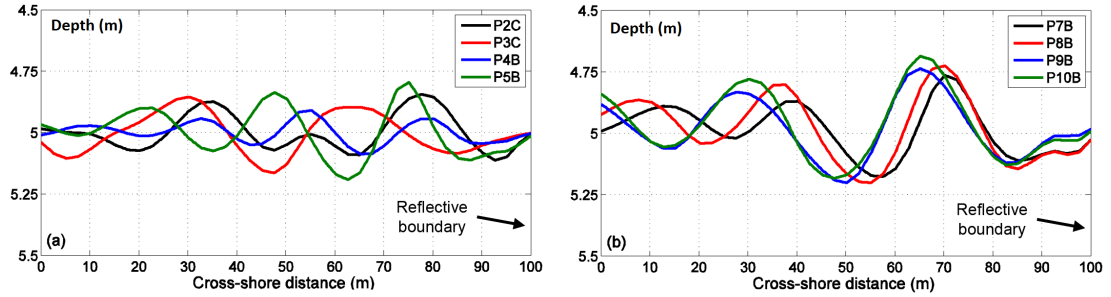 4.5
Depth (m)
P2C
P3C
P4B
P5B
4.75
5
5.25
Reflective
boundary
(a)
5.5
0 10 20 30 40 50 60 70 80 90 100
Cross-shore distance (m)
4.5
Depth (m)
P7B
P8B
P9B
P10B
4.75
5
5.25
Reflective
boundary
(b)
5.5
0 10 20 30 40 50 60 70 80 90 100
Cross-shore distance (m)